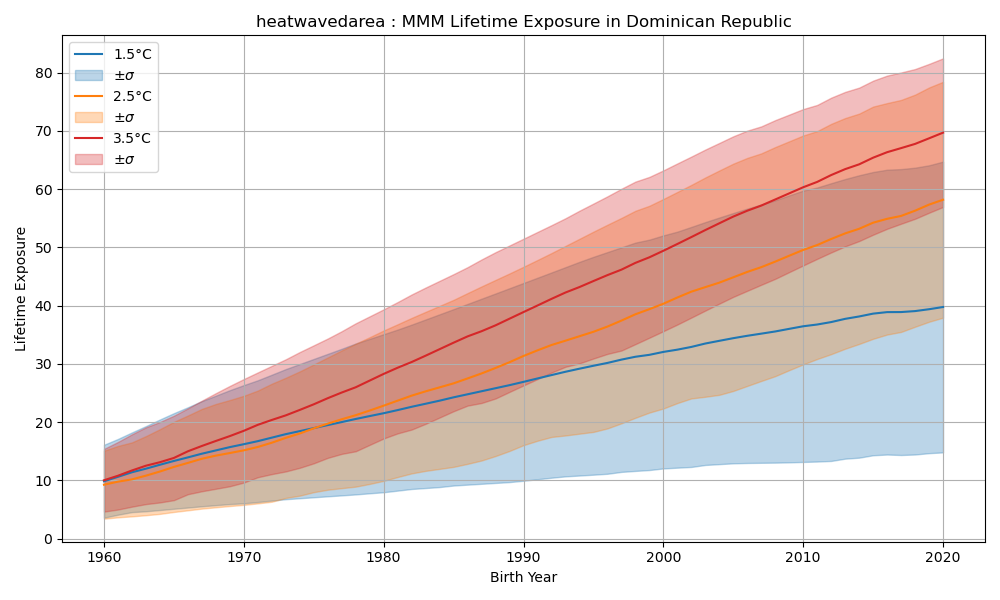 heatwavedarea : MMM Lifetime Exposure in Dominican Republic
1.5°C
±σ
2.5°C
±σ
3.5°C
±σ
Lifetime Exposure
80
70
60
50
40
30
20
10
0
1960 1970 1980 1990 2000 2010 2020
Birth Year